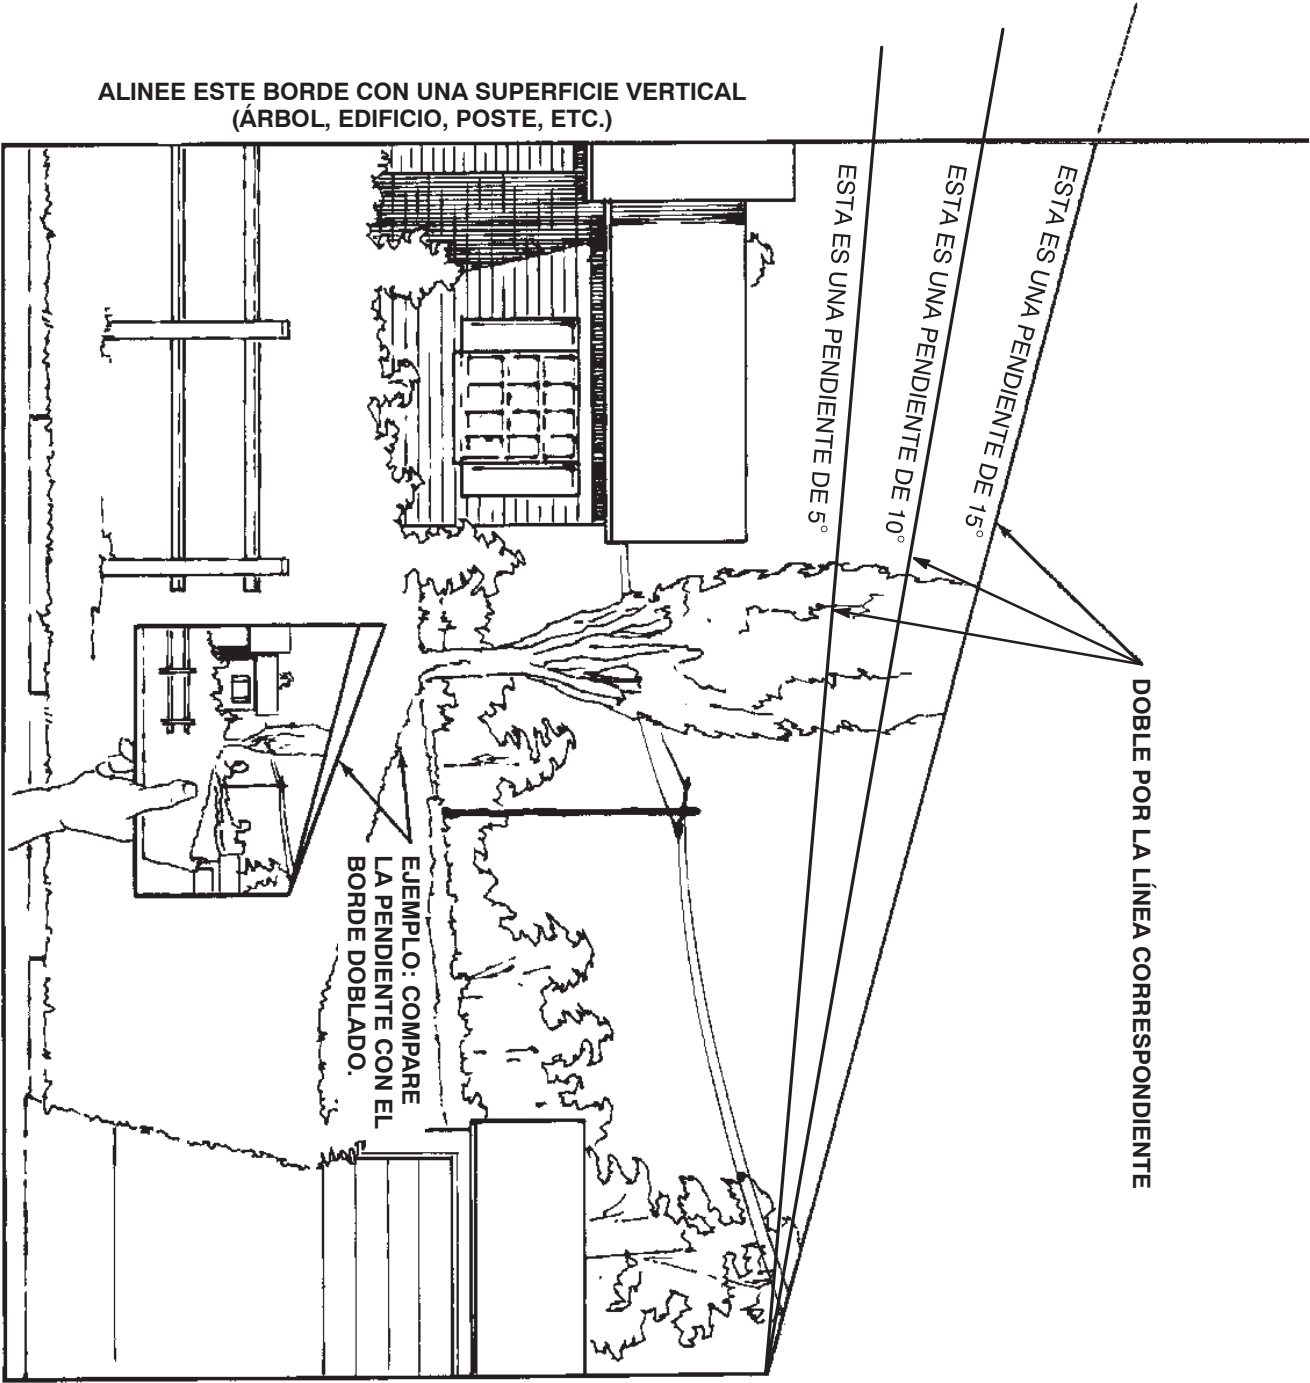 ALINEE ESTE BORDE CON UNA SUPERFICIE VERTICAL
(ÁRBOL, EDIFICIO, POSTE, ETC.)
ESTA ES UNA PENDIENTE DE 15°
ESTA ES UNA PENDIENTE DE 10°
ESTA ES UNA PENDIENTE DE 5°
DOBLE POR LA LÍNEA CORRESPONDIENTE
EJEMPLO: COMPARE
LA PENDIENTE CON EL
BORDE DOBLADO.